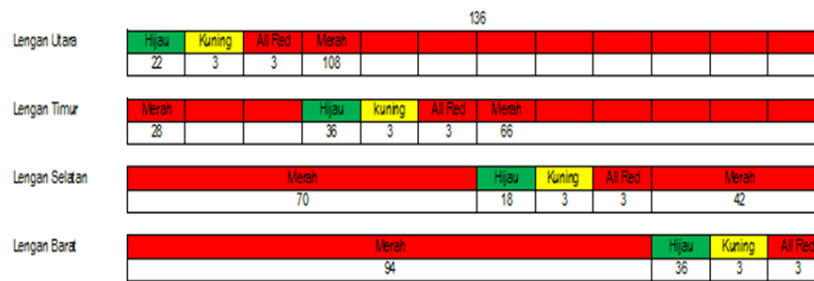 136
Lengan Utara Hijau Kuning All Red Merah
22 3 3 108
Lengan Timur Merah Hijau kuning All Red Merah
28 36 3 3 66
Lengan Selatan Merah Hijau Kuning All Red Merah
70 18 3 3 42
Lengan Barat Merah Hijau Kuning All Red
94 36 3 3